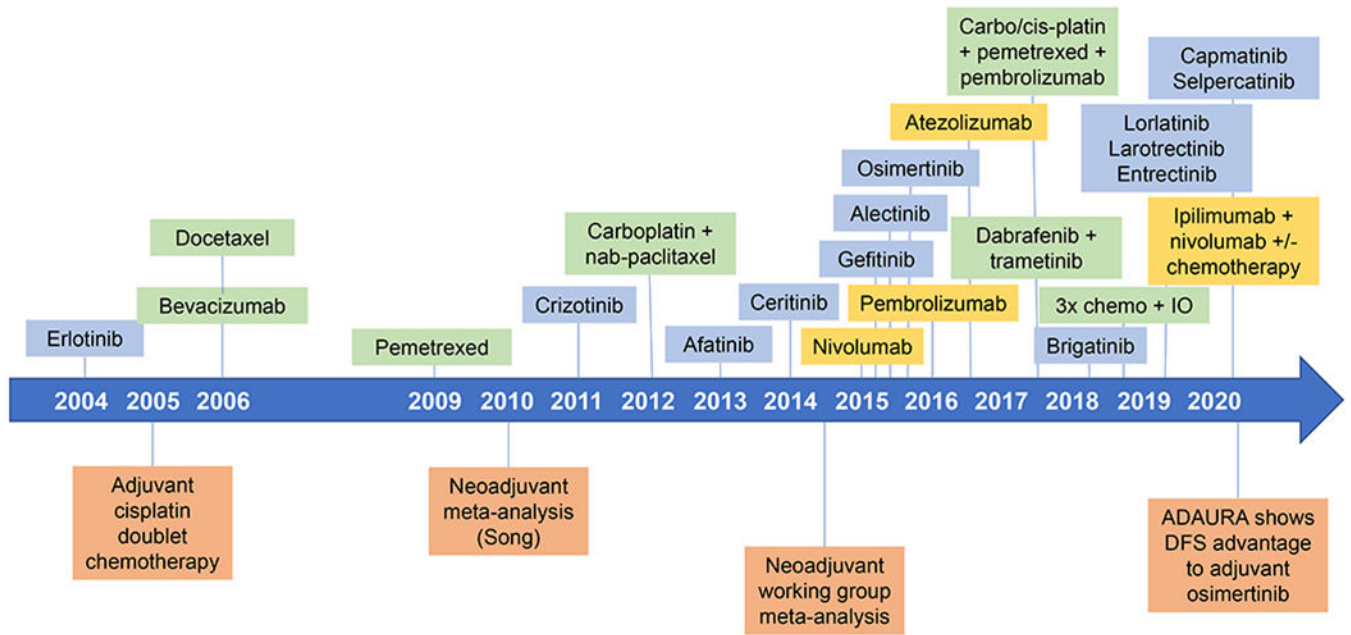 Carbo/cis-platin
+ pemetrexed +
pembrolizumab
Capmatinib
Selpercatinib
Atezolizumab
Lorlatinib
Larotrectinib
Entrectinib
Osimertinib
Docetaxel
Carboplatin +
nab-paclitaxel
Alectinib
Dabrafenib +
trametinib
Ipilimumab +
nivolumab +/-
chemotherapy
Gefitinib
Bevacizumab
Crizotinib
Ceritinib
Pembrolizumab
3x chemo + IO
Erlotinib
Pemetrexed
Afatinib
Nivolumab
Brigatinib
2004 2005 2006 2009 2010 2011 2012 2013 2014 2015 2016 2017 2018 2019 2020
Adjuvant
cisplatin
doublet
chemotherapy
Neoadjuvant
meta-analysis
(Song)
Neoadjuvant
working group
meta-analysis
ADAURA shows
DFS advantage
to adjuvant
osimertinib